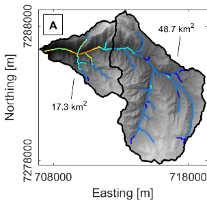 A
48.7 km²
17.3 km²
Northing [m]
7288000
7278000
708000
718000
Easting [m]